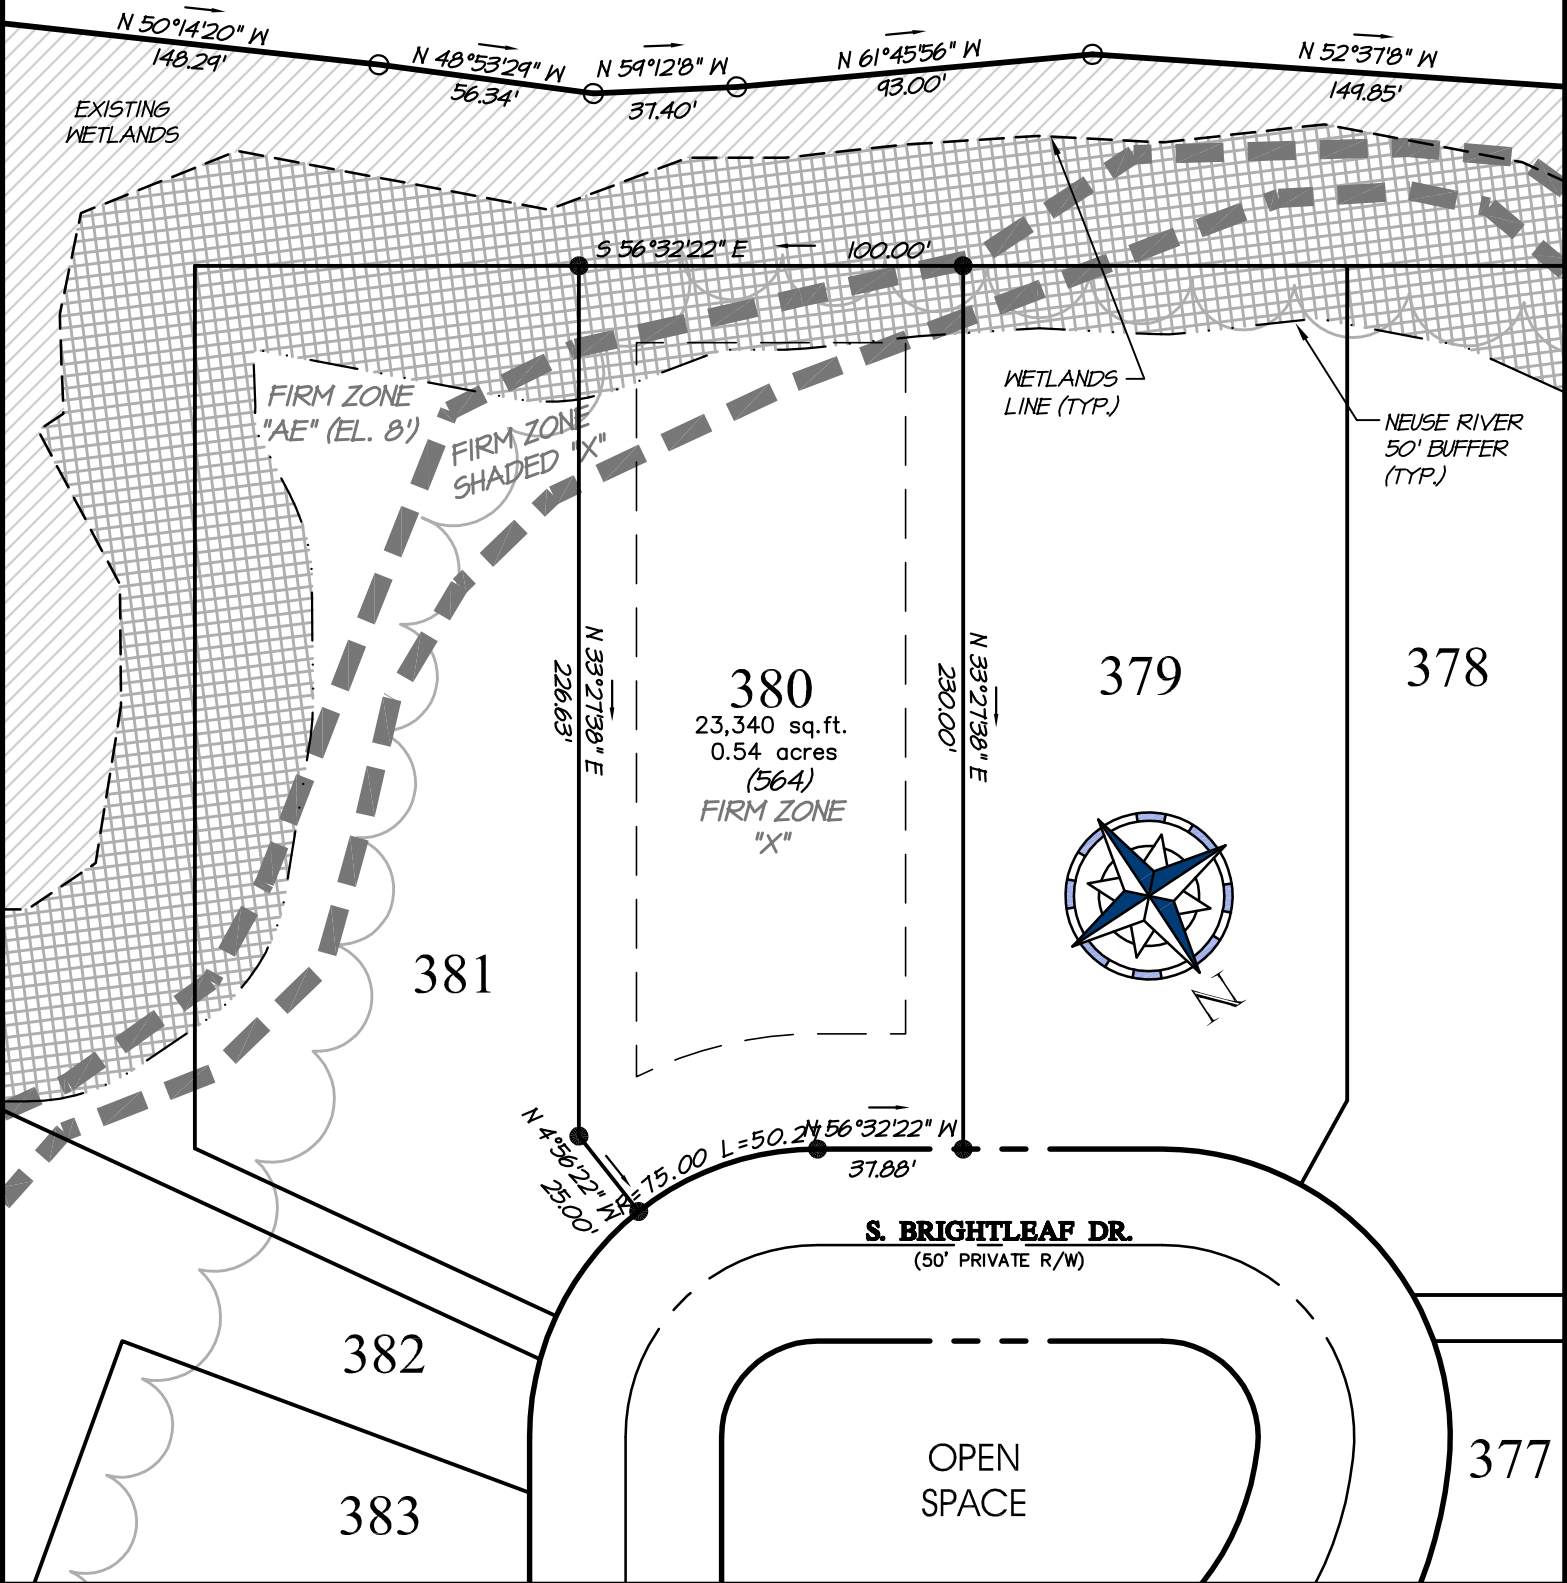 N 50°14'20" W
148.29'
N 48°53'29" W
56.34'
N 59°12'8" W
37.40'
N 61°45'56" W
93.00'
N 52°37'8" W
149.85'
EXISTING
WETLANDS
S 56°32'22" E
100.00'
FIRM ZONE
"AE" (EL. 8')
FIRM ZONE
SHADED "X"
WETLANDS
LINE (TYP.)
NEUSE RIVER
50' BUFFER
(TYP.)
N 33°27'38" E
226.63'
N 33°27'38" E
230.00'
380
23,340 sq.ft.
0.54 acres
(564)
FIRM ZONE
"X"
379
378
381
N
N 4°56'22" W
25.00'
R=75.00 L=50.27
N 56°32'22" W
37.88'
S. BRIGHTLEAF DR.
(50' PRIVATE R/W)
382
383
OPEN
SPACE
377